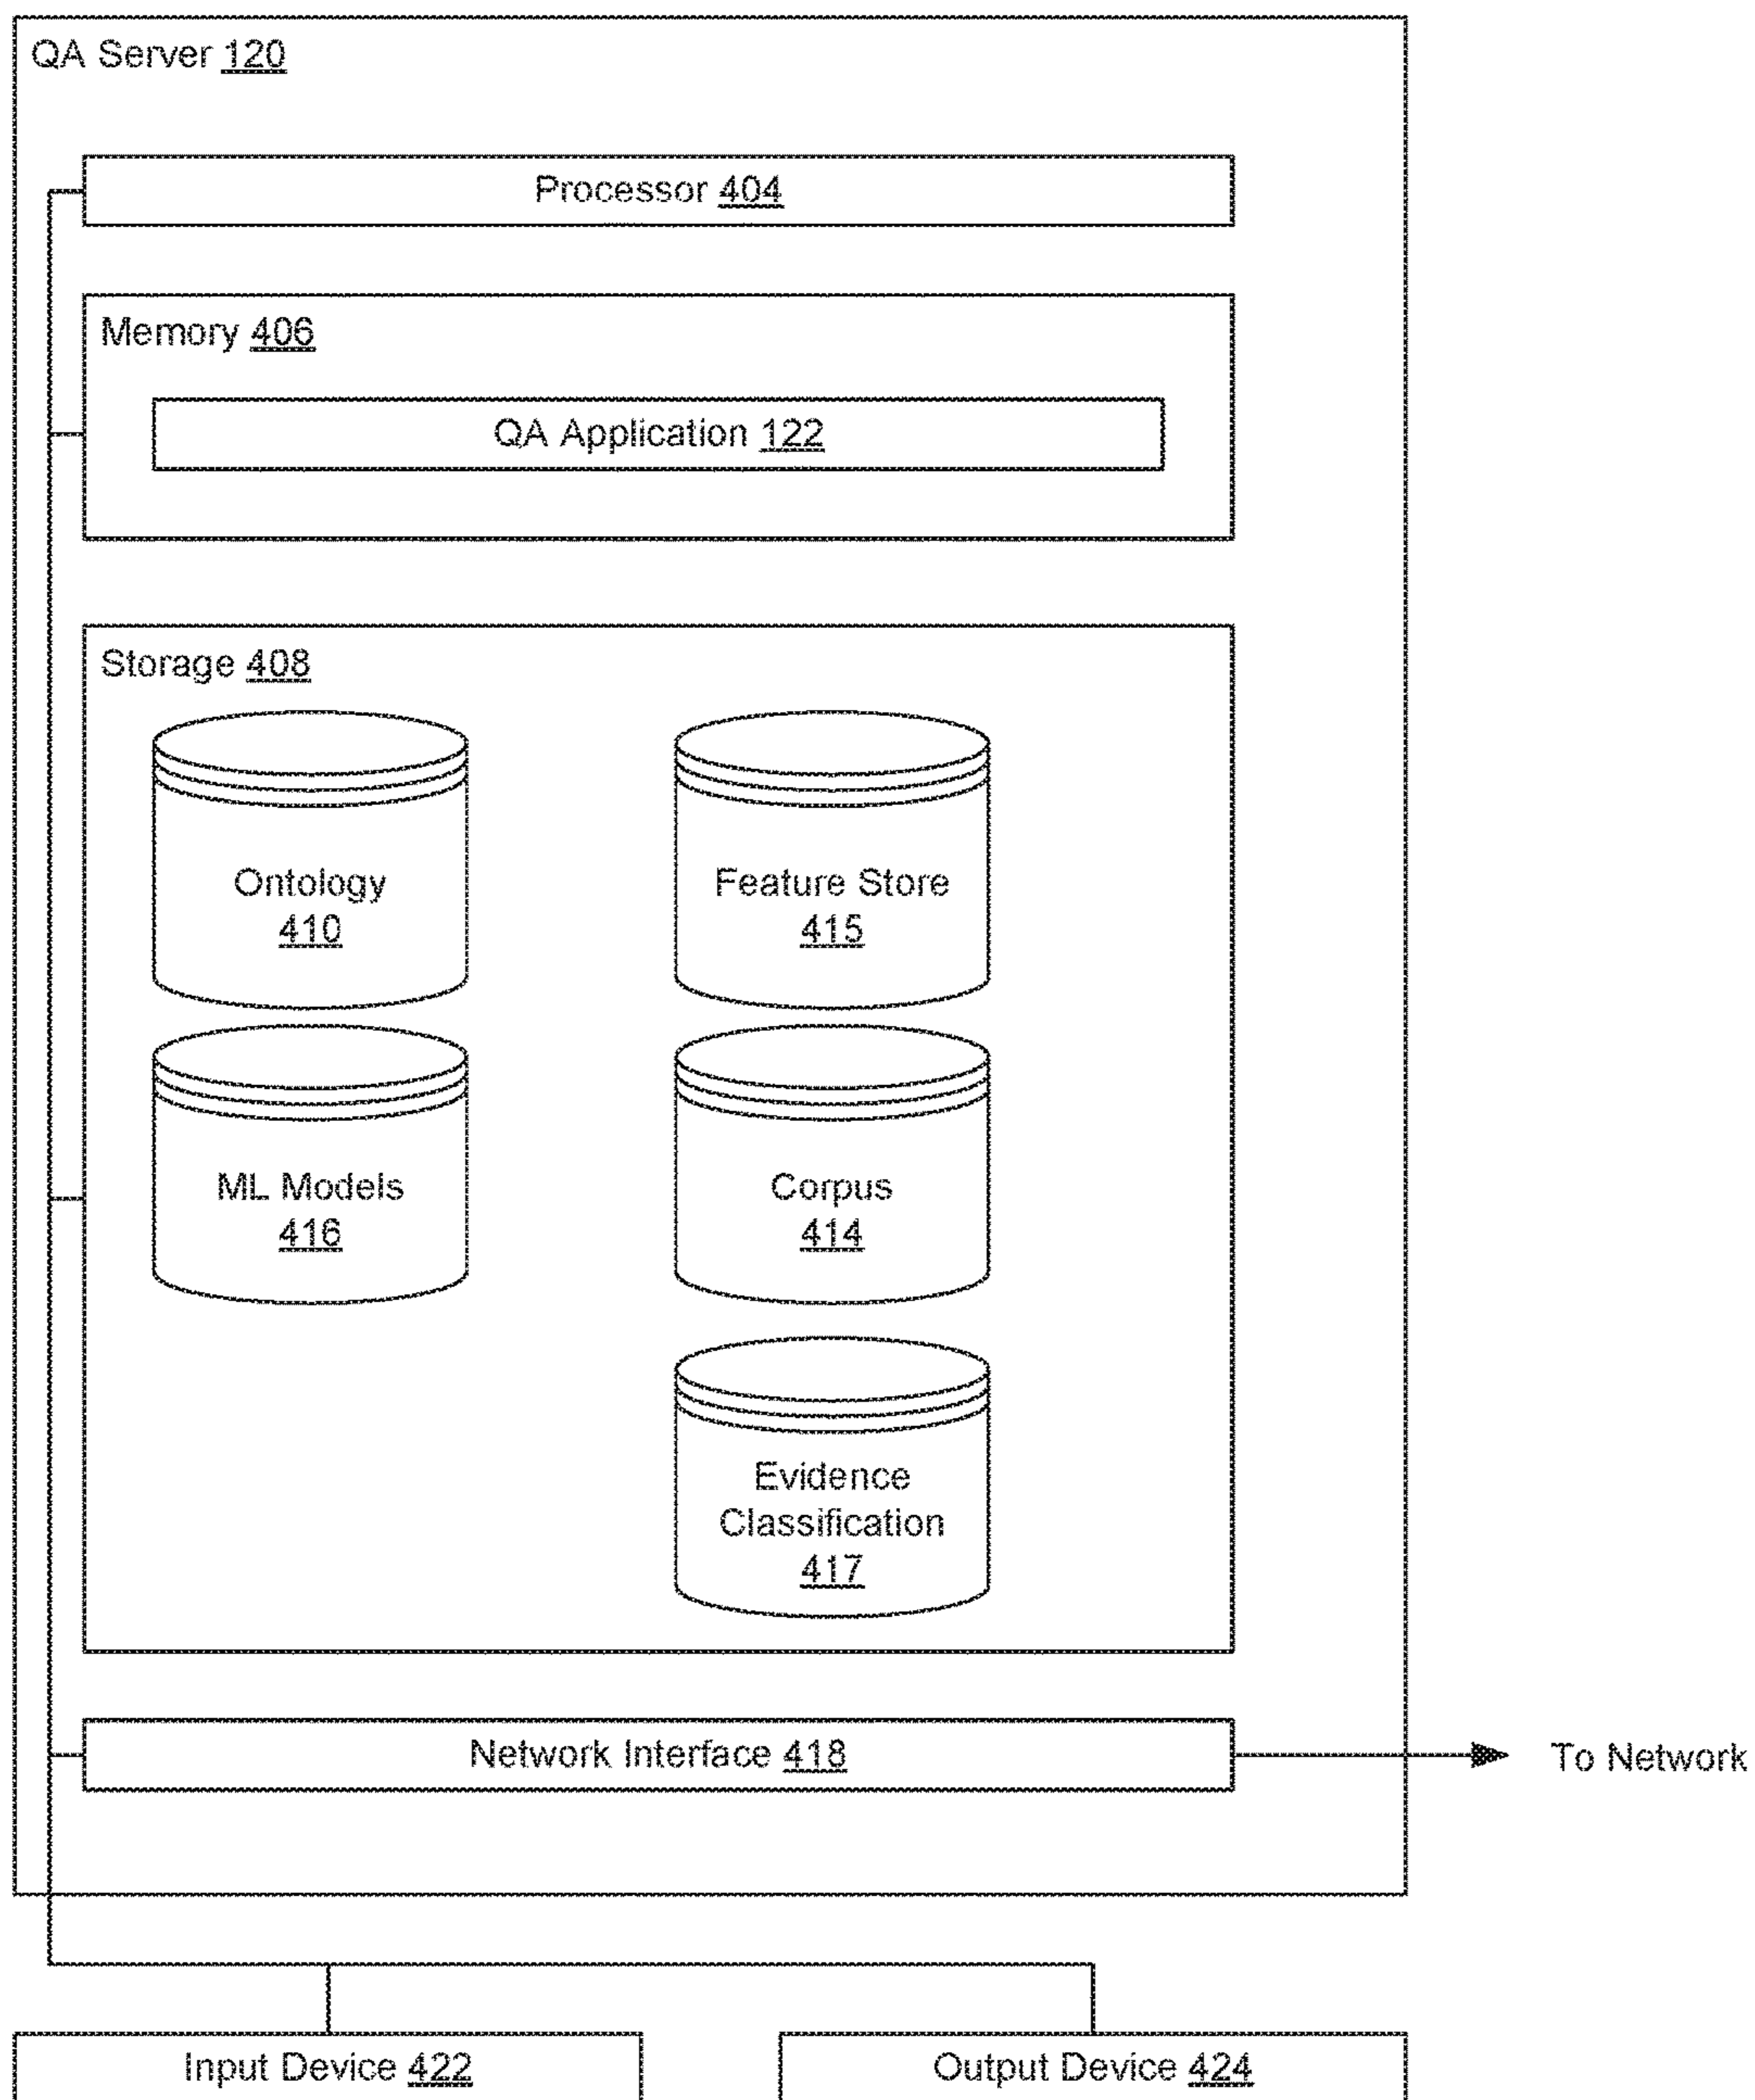 QA Server 120
Processor 404
Memory 406
QA Application 122
Storage 408
Ontology
410
Feature Store
415
ML Models
416
Corpus
414
Evidence
Classification
417
Network Interface 418
To Network
Input Device 422
Output Device 424